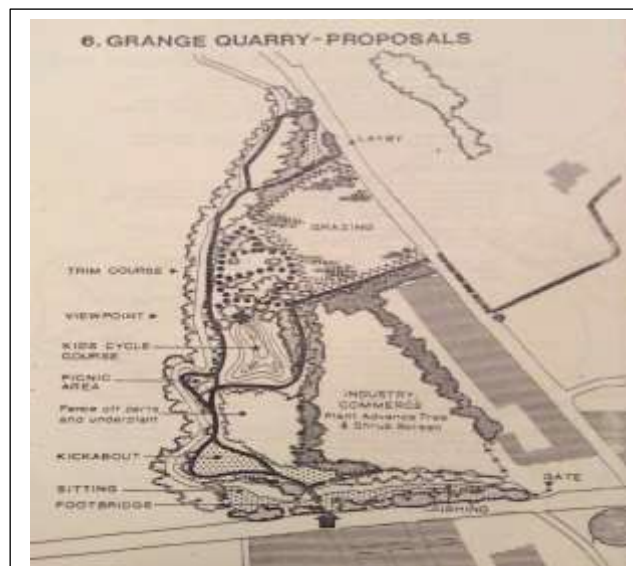 6. GRANGE QUARRY-PROPOSALS
LAYBY
GRAZING
TRIM COURSE
VIEWPOINT
KIDS CYCLE
COURSE
PICNIC
AREA
Fence off parts
and underplant
INDUSTRY,
COMMERCE
Plant Advance Tree
& Shrub Screen
KICKABOUT
SITTING
FOOTBRIDGE
GATE
FISHING